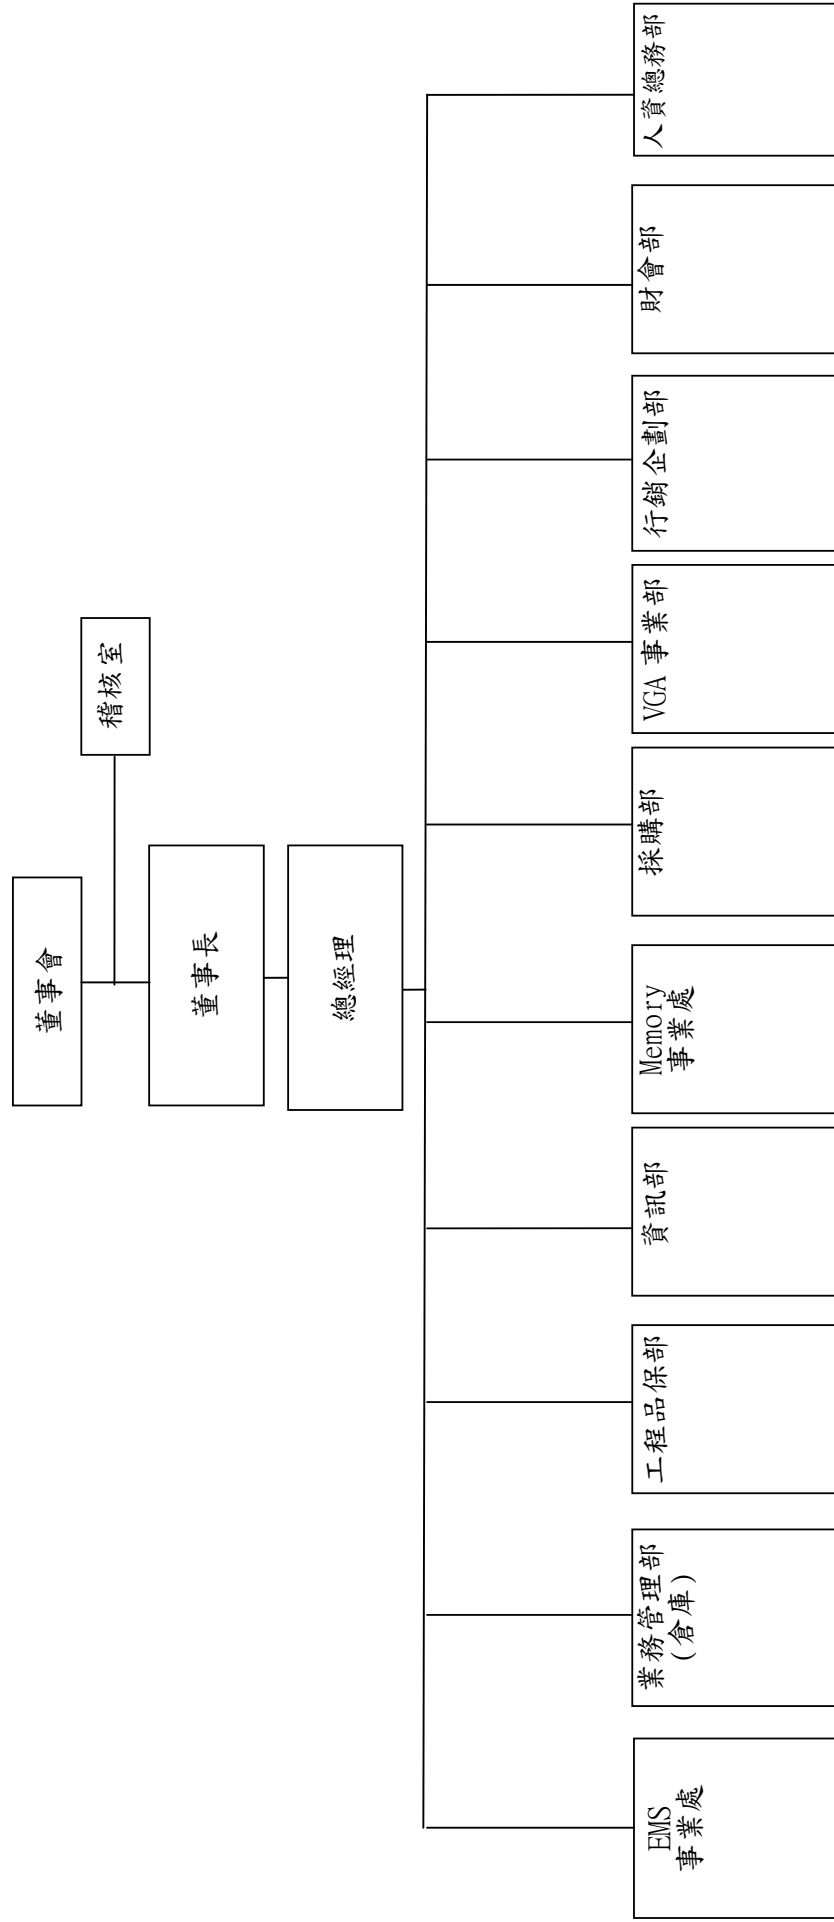 董事會
稽核室
董事長
總經理
EMS
事業處
業務管理部
(倉庫)
工程品保部
資訊部
Memory
事業處
採購部
VGA 事業部
行銷企劃部
財會部
人資總務部